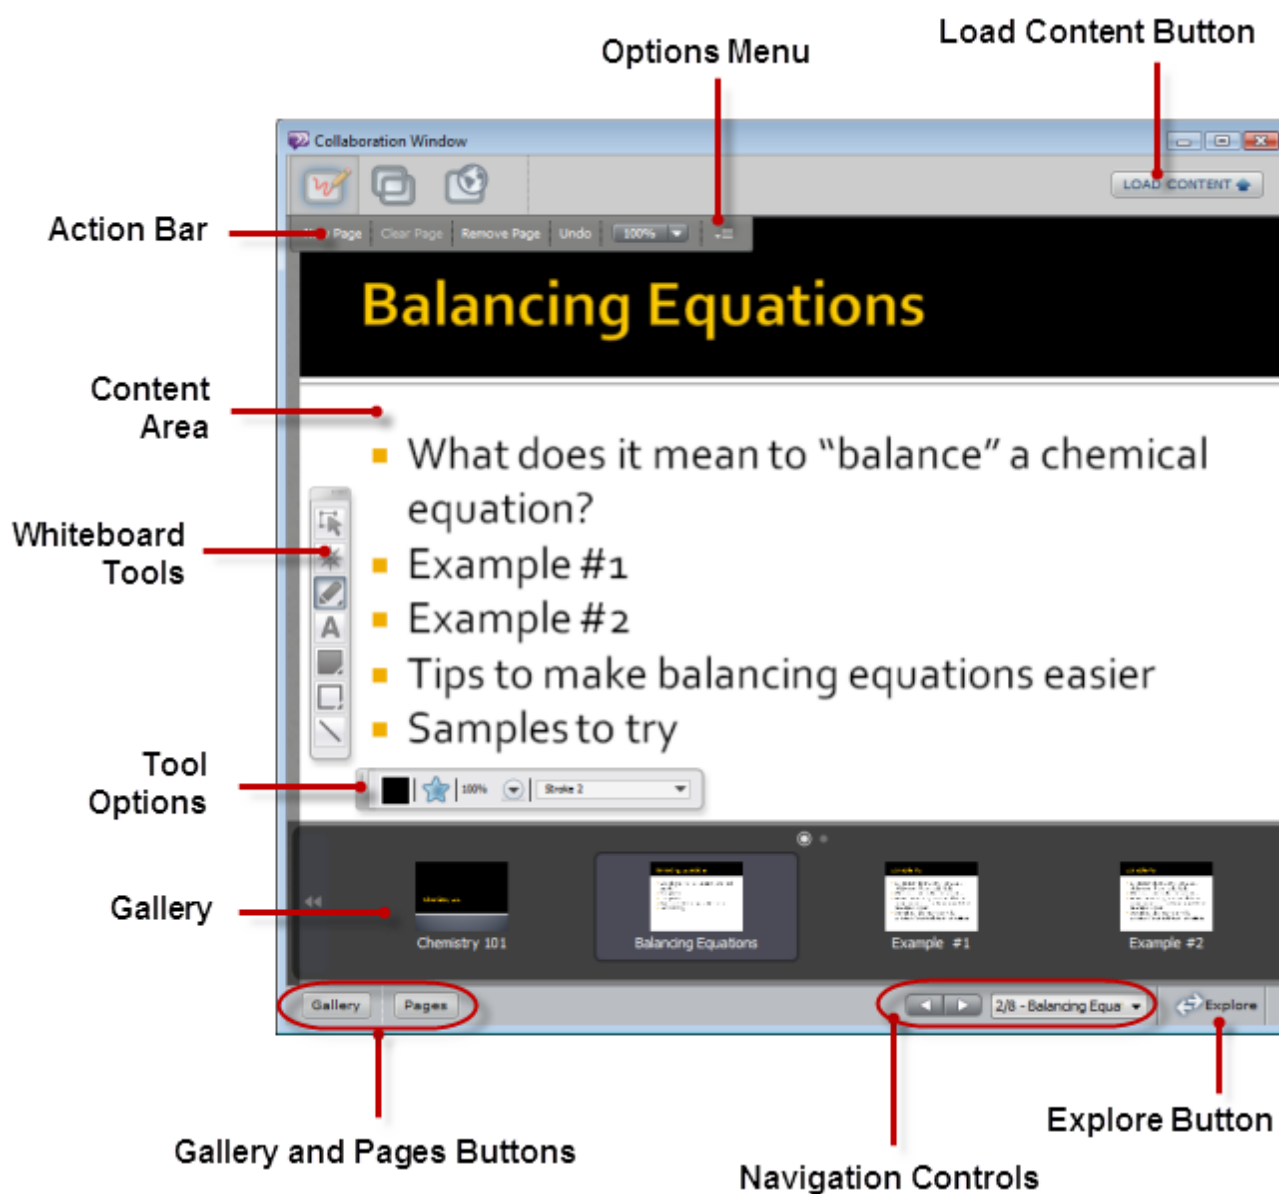 Load Content Button
Options Menu
Collaboration Window
LOAD CONTENT
Action Bar
Page Clear Page Remove Page Undo 100%
Balancing Equations
Content
Area
What does it mean to “balance” a chemical
equation?
Example #1
Example #2
Tips to make balancing equations easier
Samples to try
Whiteboard
Tools
A
Tool
Options
100% Stroke 2
Gallery
Chemistry 101 Balancing Equations Example #1 Example #2
Gallery Pages 2/8 - Balancing Equa Explore
Explore Button
Gallery and Pages Buttons
Navigation Controls